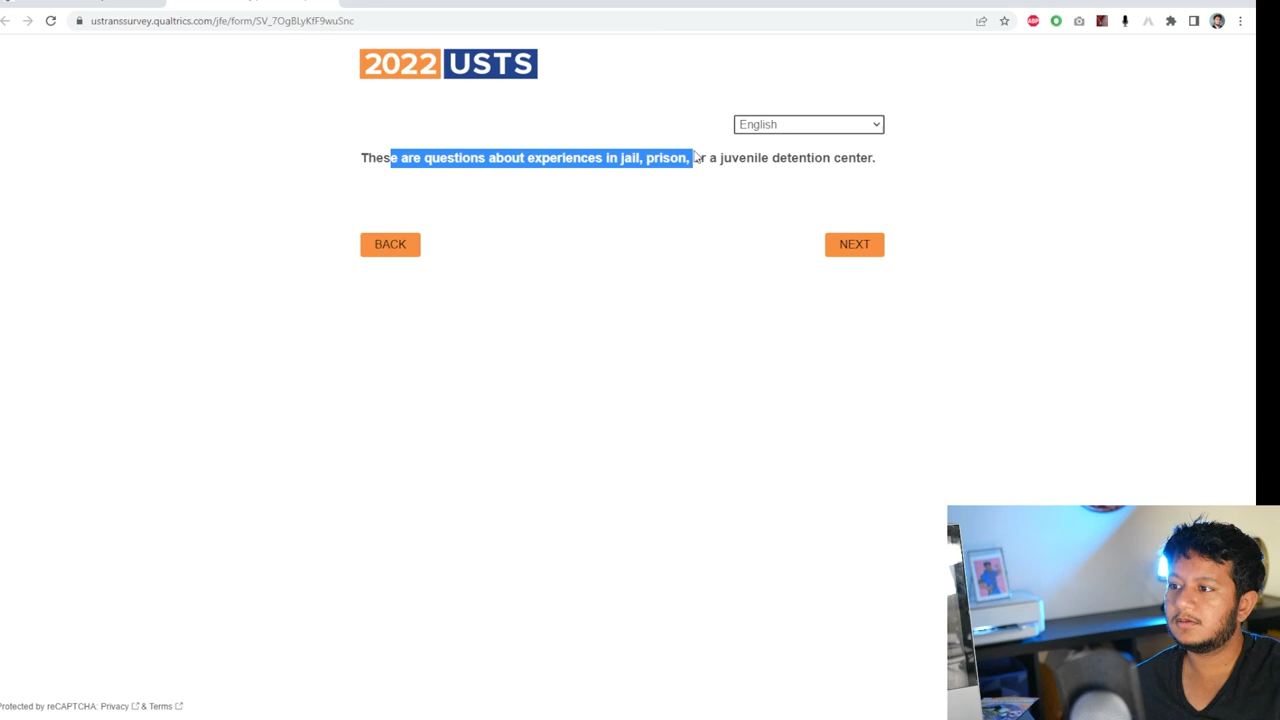 ustranssurvey.qualtrics.com/jfe/form/SV_7OgBLyKfF9wuSnc
2022 USTS
English
These are questions about experiences in jail, prison, or a juvenile detention center.
BACK
NEXT
Protected by reCAPTCHA: Privacy & Terms